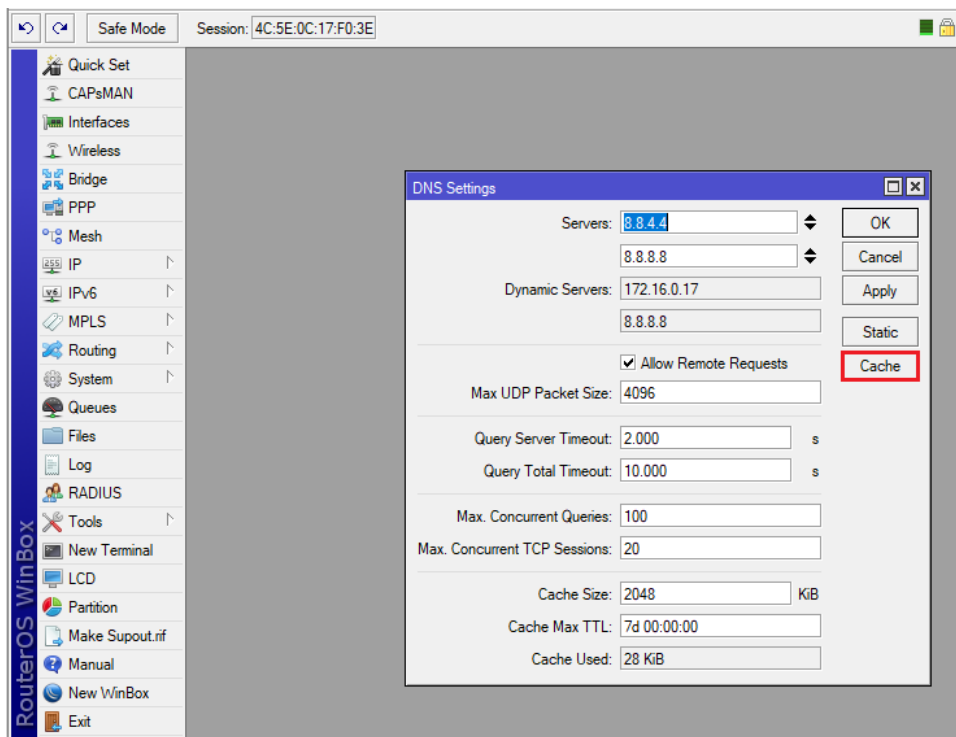 Safe Mode Session: 4C:5E:0C:17:F0:3E
Quick Set
CAPsMAN
Interfaces
Wireless
Bridge
PPP
Mesh
255 IP
v6 IPv6
MPLS
Routing
System
Queues
Files
Log
RADIUS
Tools
New Terminal
LCD
Partition
Make Supout.rif
Manual
New WinBox
Exit
RouterOS WinBox
DNS Settings
Servers: 8.8.4.4
8.8.8.8
Dynamic Servers: 172.16.0.17
8.8.8.8
Allow Remote Requests
Max UDP Packet Size: 4096
Query Server Timeout: 2.000 s
Query Total Timeout: 10.000 s
Max. Concurrent Queries: 100
Max. Concurrent TCP Sessions: 20
Cache Size: 2048 KiB
Cache Max TTL: 7d 00:00:00
Cache Used: 28 KiB
OK
Cancel
Apply
Static
Cache